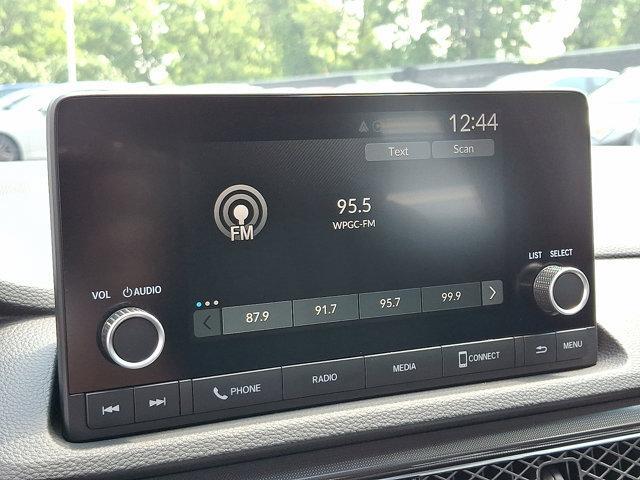 12:44
Text Scan
95.5
WPGC-FM
FM
LIST SELECT
VOL AUDIO
87.9 91.7 95.7 99.9
PHONE RADIO MEDIA CONNECT MENU